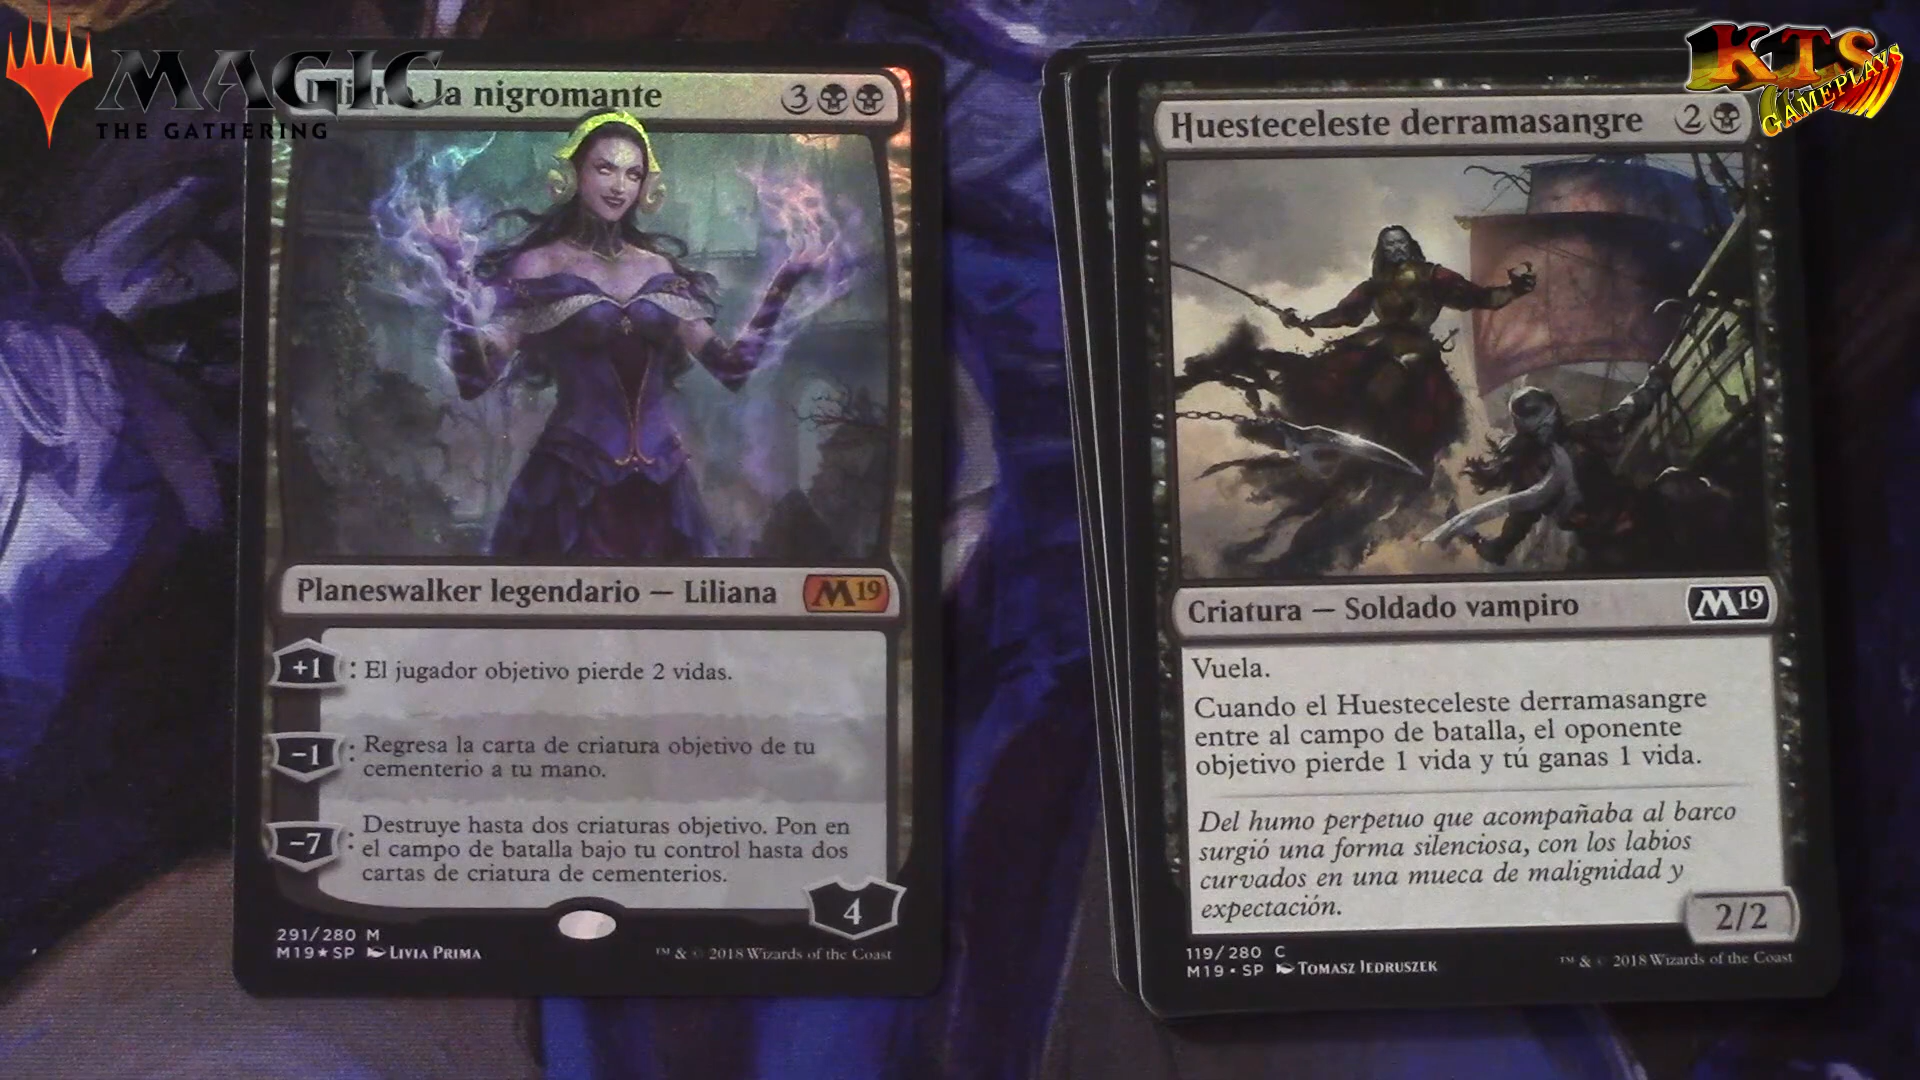 MAGIC
THE GATHERING
KTS
GAMEPLAYS
Liliana, la nigromante 3
Planeswalker legendario — Liliana M19
+1: El jugador objetivo pierde 2 vidas.
−1: Regresa la carta de criatura objetivo de tu
cementerio a tu mano.
−7: Destruye hasta dos criaturas objetivo. Pon en
el campo de batalla bajo tu control hasta dos
cartas de criatura de cementerios.
4
291/280 M
M19★SP LIVIA PRIMA
™ & © 2018 Wizards of the Coast
Huesteceleste derramasangre 2
Criatura — Soldado vampiro M19
Vuela.
Cuando el Huesteceleste derramasangre
entre al campo de batalla, el oponente
objetivo pierde 1 vida y tú ganas 1 vida.
Del humo perpetuo que acompañaba al barco
surgió una forma silenciosa, con los labios
curvados en una mueca de malignidad y
expectación.
2/2
119/280 C
M19 • SP TOMASZ JEDRUSZEK
™ & © 2018 Wizards of the Coast